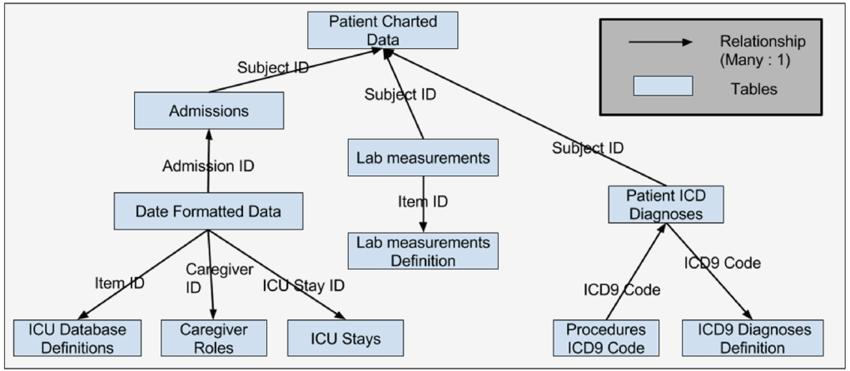 Patient Charted
Data
Relationship
(Many : 1)
Tables
Subject ID
Subject ID
Subject ID
Admissions
Lab measurements
Admission ID
Item ID
Patient ICD
Diagnoses
Date Formatted Data
Lab measurements
Definition
Item ID
Caregiver
ID
ICU Stay ID
ICD9 Code
ICD9 Code
ICU Database
Definitions
Caregiver
Roles
ICU Stays
Procedures
ICD9 Code
ICD9 Diagnoses
Definition